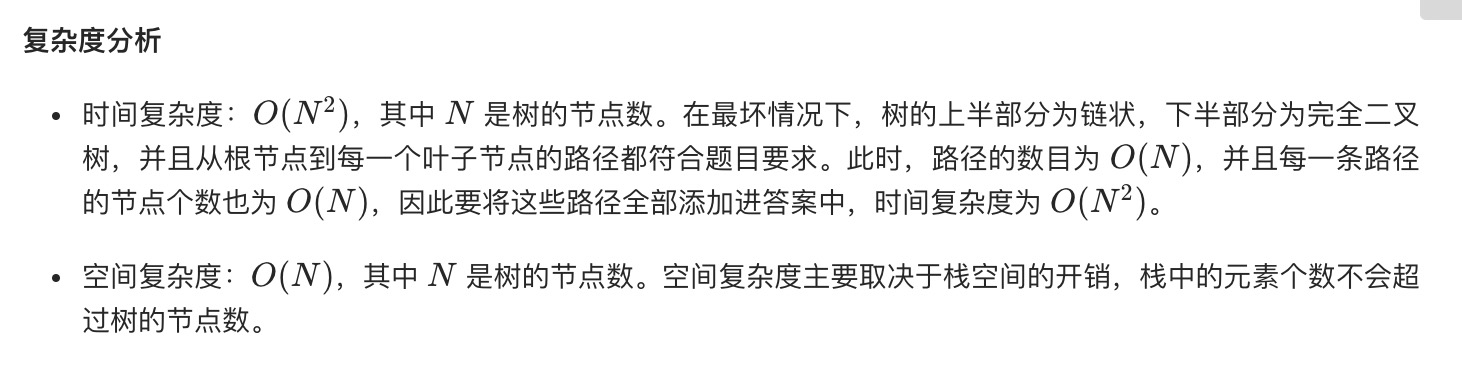 复杂度分析
• 时间复杂度：O(N²)，其中 N 是树的节点数。在最坏情况下，树的上半部分为链状，下半部分为完全二叉
树，并且从根节点到每一个叶子节点的路径都符合题目要求。此时，路径的数目为 O(N)，并且每一条路径
的节点个数也为 O(N)，因此要将这些路径全部添加进答案中，时间复杂度为 O(N²)。
• 空间复杂度：O(N)，其中 N 是树的节点数。空间复杂度主要取决于栈空间的开销，栈中的元素个数不会超
过树的节点数。